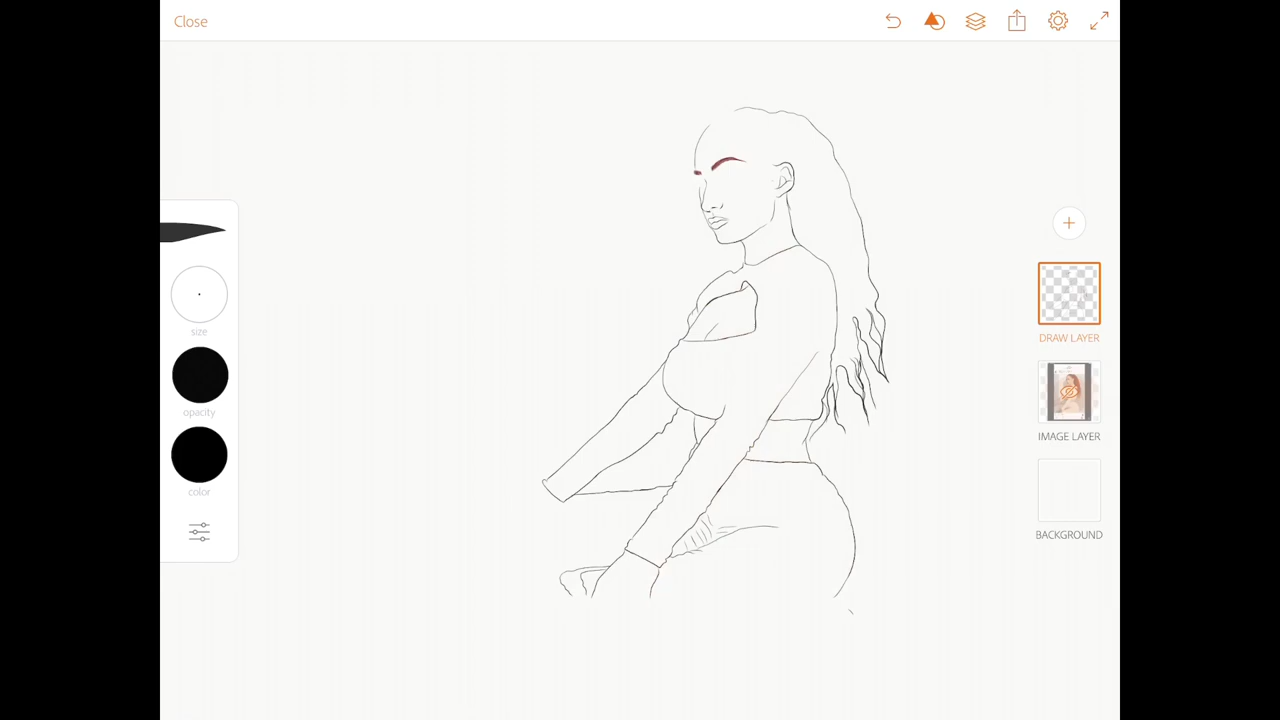 Close
size
opacity
color
DRAW LAYER
IMAGE LAYER
BACKGROUND